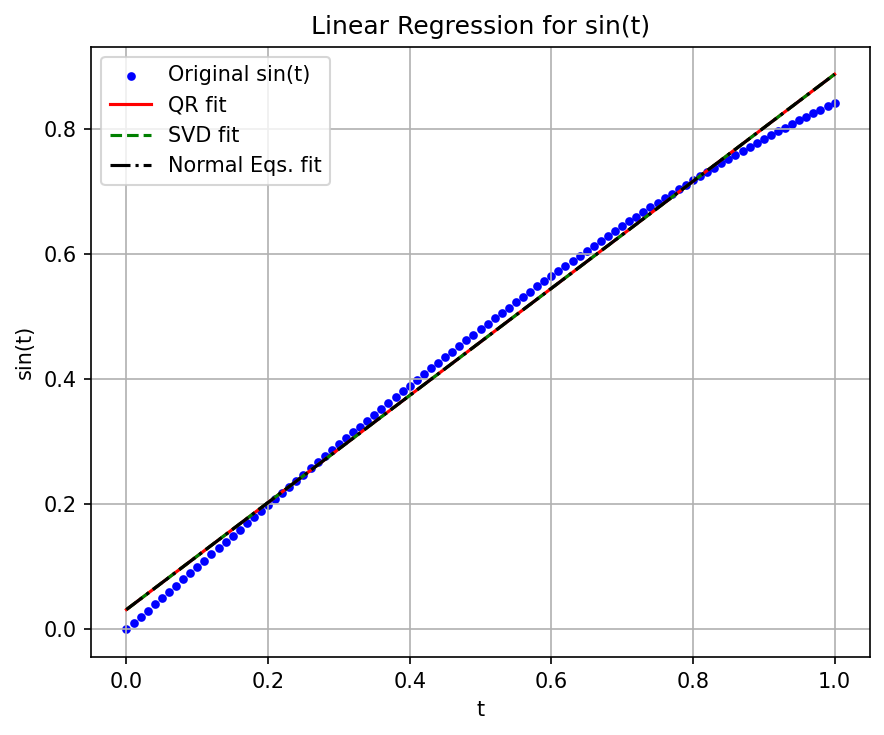 Linear Regression for sin(t)
Original sin(t)
QR fit
SVD fit
Normal Eqs. fit
sin(t)
0.8
0.6
0.4
0.2
0.0
0.0 0.2 0.4 0.6 0.8 1.0
t